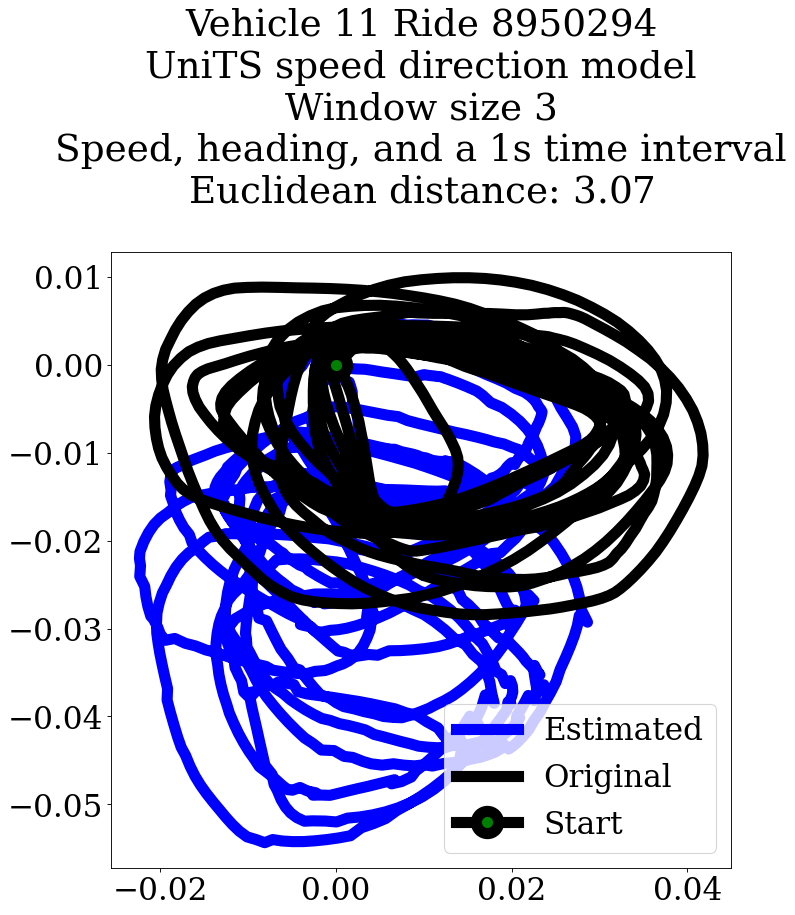 Vehicle 11 Ride 8950294
UniTS speed direction model
Window size 3
Speed, heading, and a 1s time interval
Euclidean distance: 3.07
0.01
0.00
−0.01
−0.02
−0.03
−0.04
−0.05
Estimated
Original
Start
−0.02 0.00 0.02 0.04